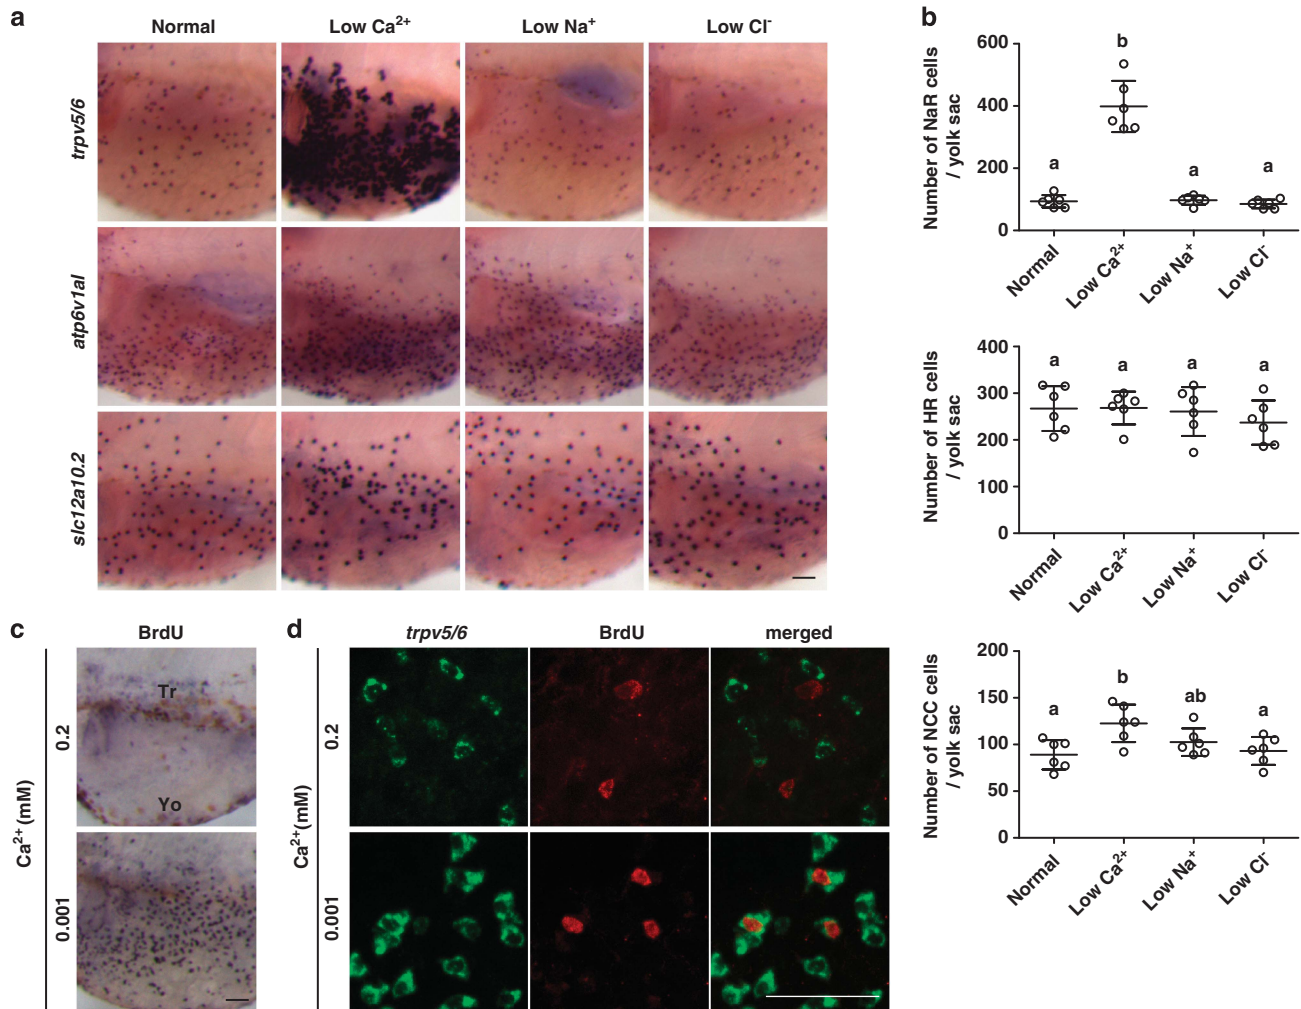 a
Normal
Low Ca²⁺
Low Na⁺
Low Cl⁻
trpv5/6
atp6v1al
slc12a10.2
b
Number of NaR cells
/ yolk sac
600
400
200
0
a
b
a
a
Normal
Low Ca²⁺
Low Na⁺
Low Cl⁻
Number of HR cells
/ yolk sac
400
300
200
100
0
a
a
a
a
Normal
Low Ca²⁺
Low Na⁺
Low Cl⁻
Number of NCC cells
/ yolk sac
200
150
100
50
0
a
b
ab
a
Normal
Low Ca²⁺
Low Na⁺
Low Cl⁻
c
BrdU
Ca²⁺(mM)
0.2
0.001
Tr
Yo
d
trpv5/6
BrdU
merged
Ca²⁺(mM)
0.2
0.001